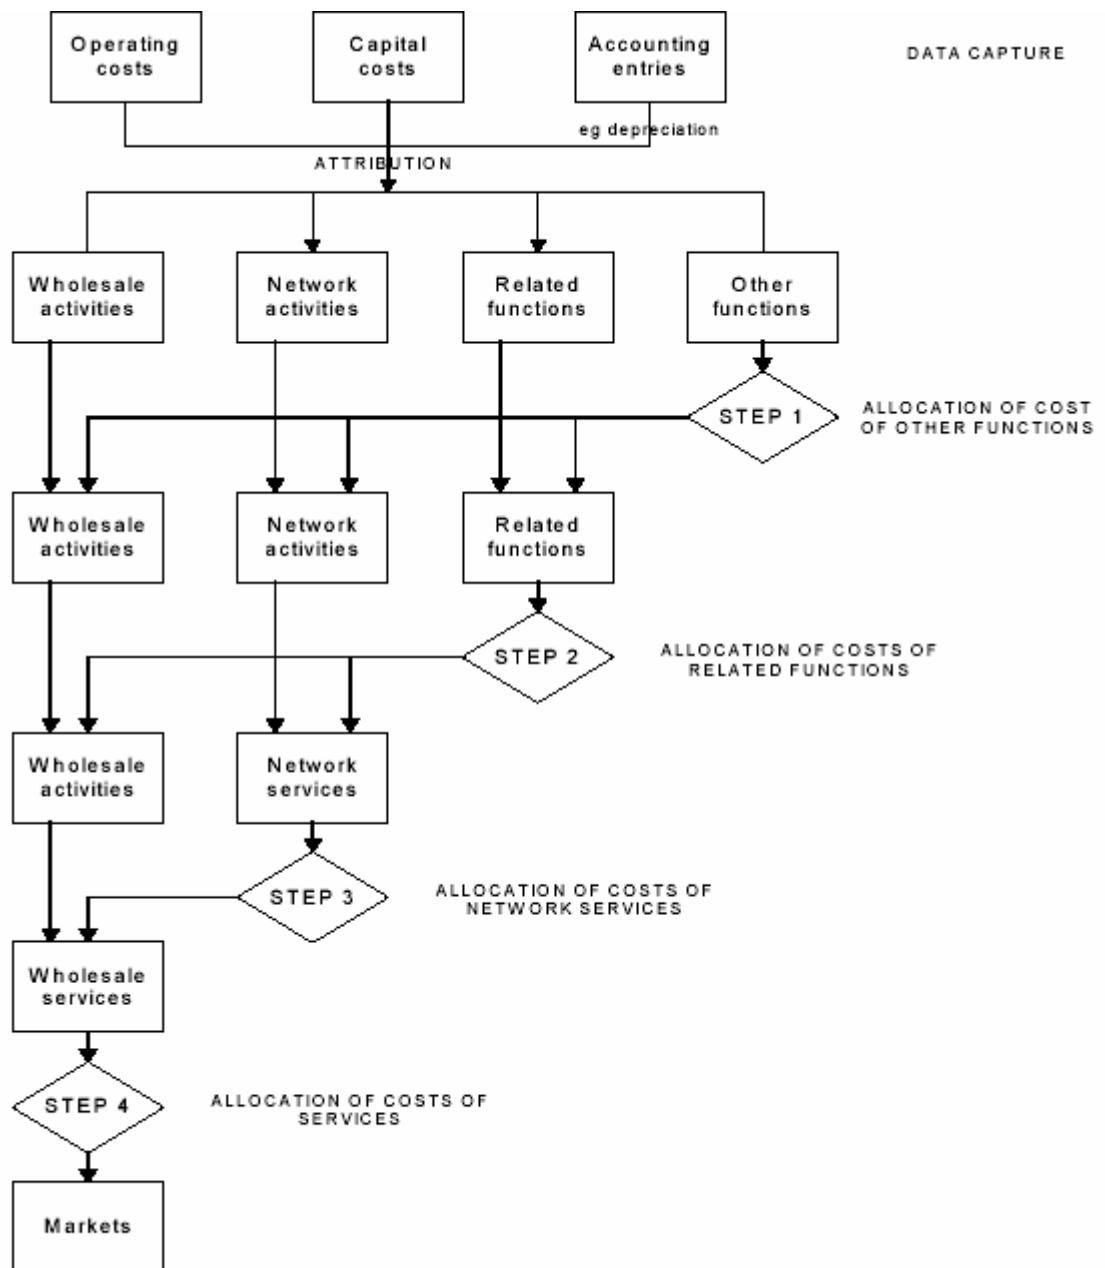 Operating
costs
Capital
costs
Accounting
entries
DATA CAPTURE
eg depreciation
ATTRIBUTION
Wholesale
activities
Network
activities
Related
functions
Other
functions
STEP 1
ALLOCATION OF COST
OF OTHER FUNCTIONS
Wholesale
activities
Network
activities
Related
functions
STEP 2
ALLOCATION OF COSTS OF
RELATED FUNCTIONS
Wholesale
activities
Network
services
STEP 3
ALLOCATION OF COSTS OF
NETWORK SERVICES
Wholesale
services
STEP 4
ALLOCATION OF COSTS OF
SERVICES
Markets